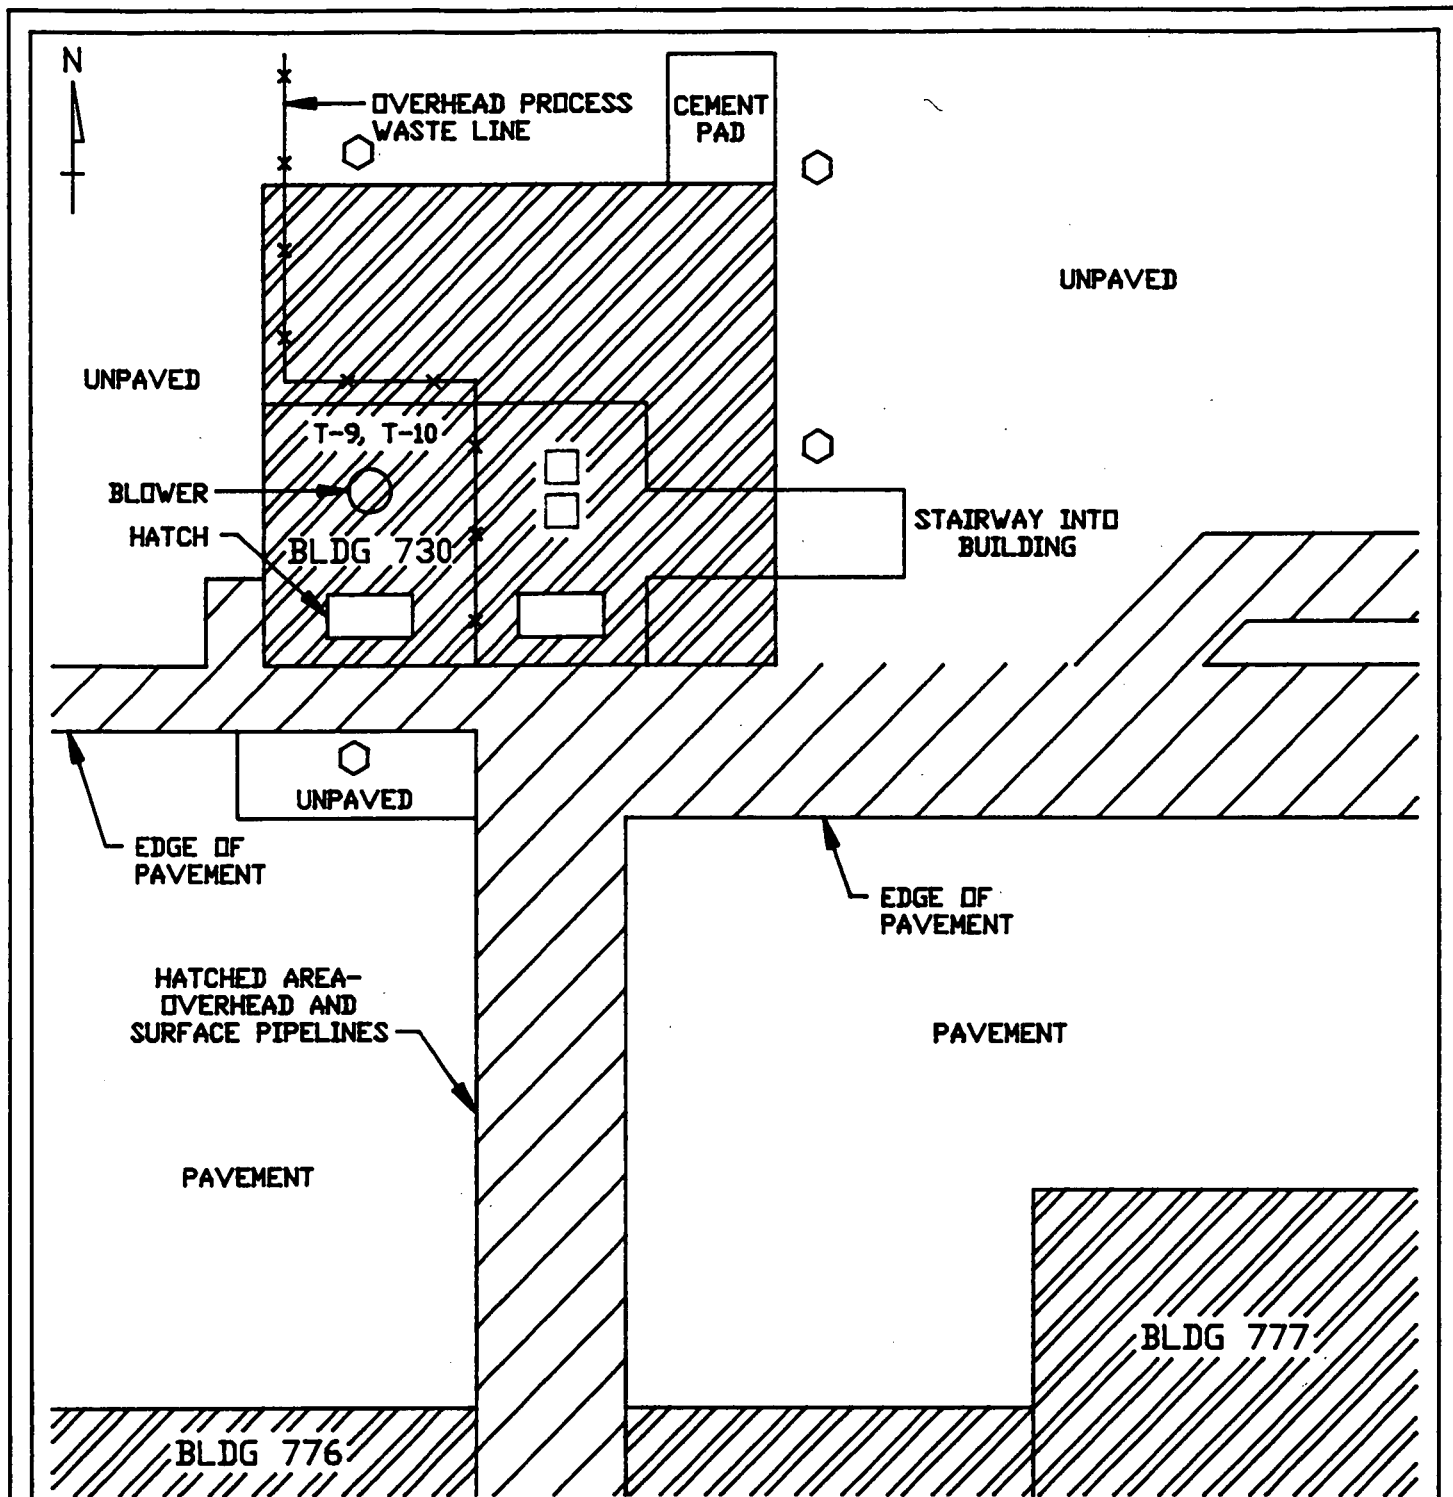 N
OVERHEAD PROCESS
WASTE LINE
CEMENT
PAD
UNPAVED
UNPAVED
T-9, T-10
BLOWER
HATCH
BLDG 730
STAIRWAY INTO
BUILDING
UNPAVED
EDGE OF
PAVEMENT
EDGE OF
PAVEMENT
HATCHED AREA-
OVERHEAD AND
SURFACE PIPELINES
PAVEMENT
PAVEMENT
BLDG 777
BLDG 776